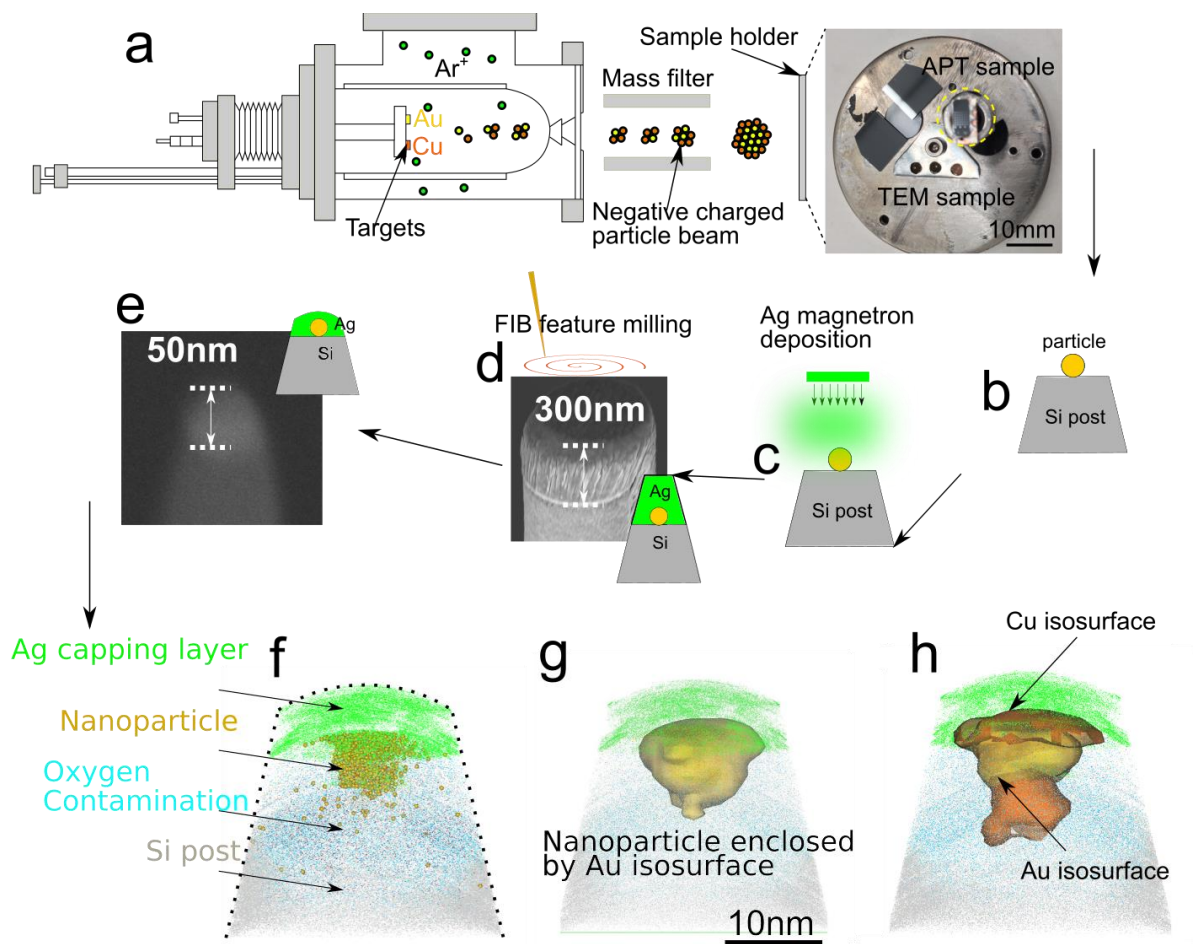 a
Ar+
Au
Cu
Targets
Mass filter
Negative charged
particle beam
Sample holder
APT sample
TEM sample
10mm
b
particle
Si post
c
Ag magnetron
deposition
Si post
d
FIB feature milling
300nm
Ag
Si
e
50nm
Ag
Si
f
Ag capping layer
Nanoparticle
Oxygen
Contamination
Si post
g
Nanoparticle enclosed
by Au isosurface
10nm
h
Cu isosurface
Au isosurface